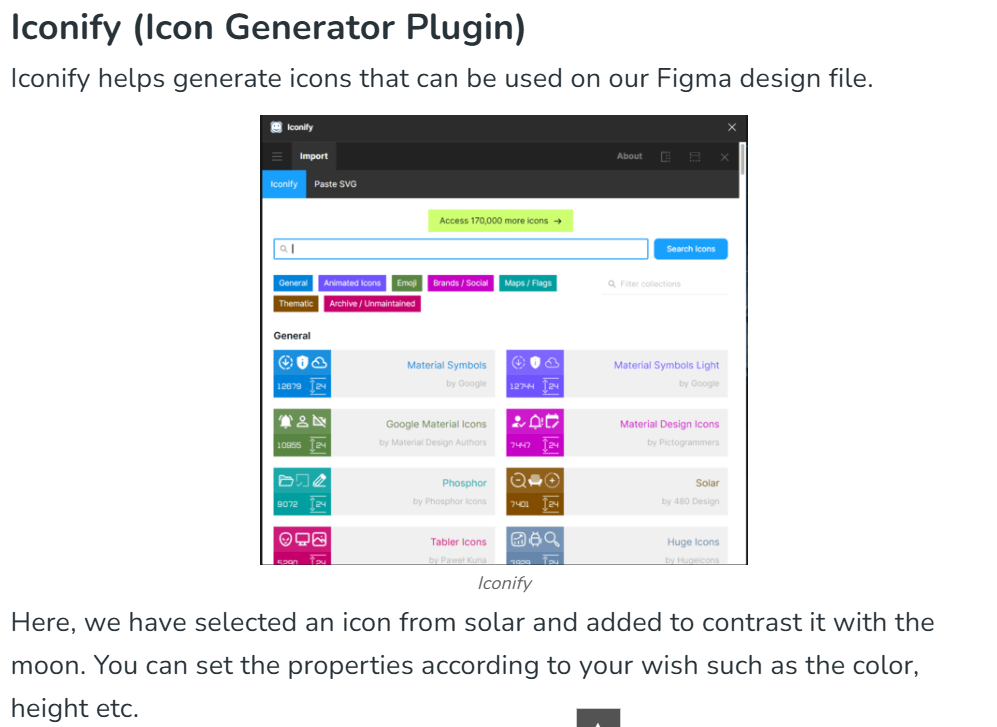 Iconify (Icon Generator Plugin)
Iconify helps generate icons that can be used on our Figma design file.
Iconify
Import
About
Iconify
Paste SVG
Access 170,000 more icons →
Search Icons
General
Animated Icons
Emoji
Brands / Social
Maps / Flags
Filter collections
Thematic
Archive / Unmaintained
General
Material Symbols
by Google
12679
24
Material Symbols Light
by Google
12744
24
Google Material Icons
by Material Design Authors
10955
24
Material Design Icons
by Pictogrammers
7447
24
Phosphor
by Phosphor Icons
9072
24
Solar
by 480 Design
7401
24
Tabler Icons
by Paweł Kuna
5290
24
Huge Icons
by Hugeicons
24
Iconify
Here, we have selected an icon from solar and added to contrast it with the
moon. You can set the properties according to your wish such as the color,
height etc.